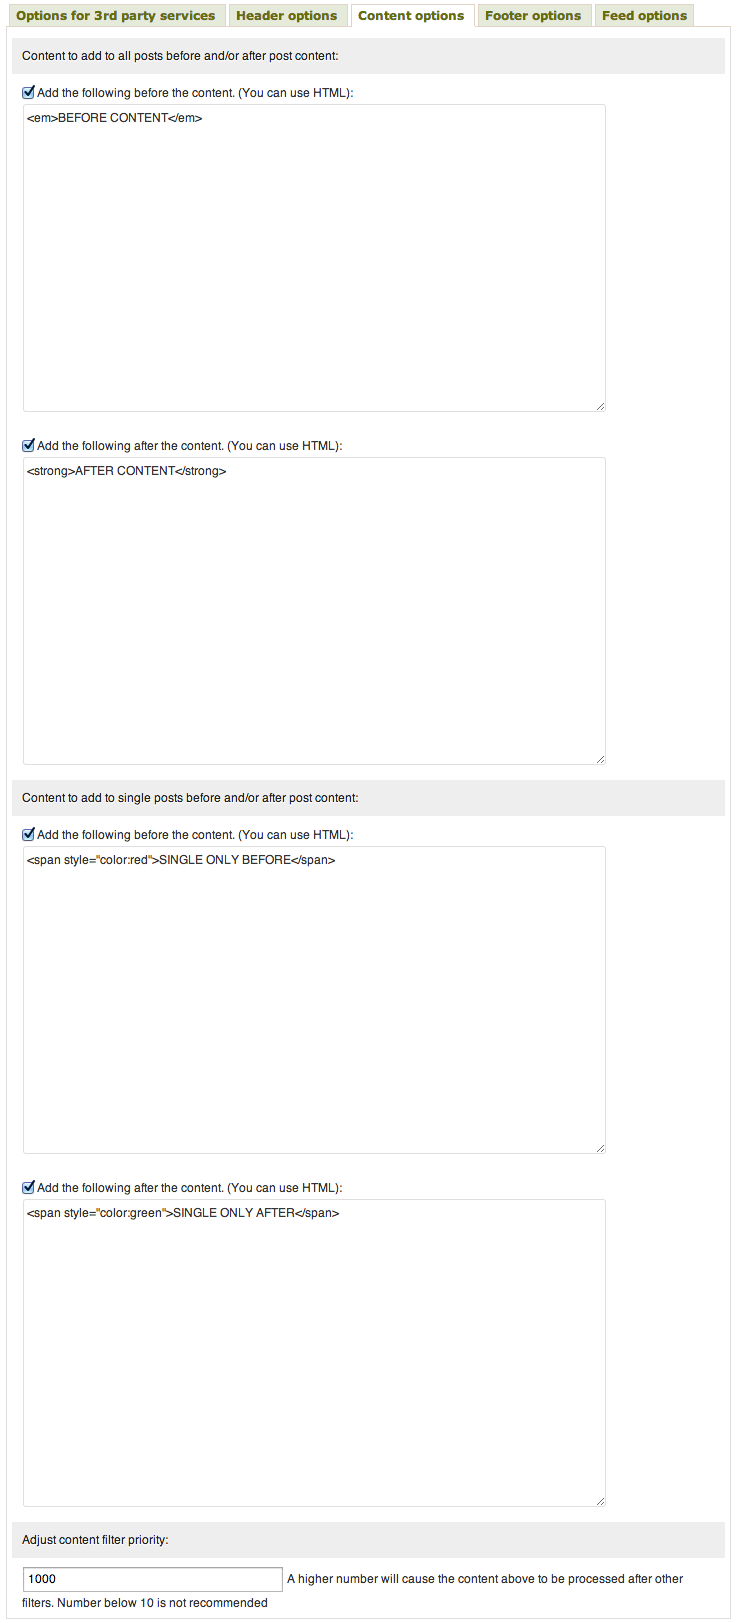 Options for 3rd party services Header options Content options Footer options Feed options
Content to add to all posts before and/or after post content:
Add the following before the content. (You can use HTML):
<em>BEFORE CONTENT</em>
Add the following after the content. (You can use HTML):
<strong>AFTER CONTENT</strong>
Content to add to single posts before and/or after post content:
Add the following before the content. (You can use HTML):
<span style="color:red">SINGLE ONLY BEFORE</span>
Add the following after the content. (You can use HTML):
<span style="color:green">SINGLE ONLY AFTER</span>
Adjust content filter priority:
1000 A higher number will cause the content above to be processed after other
filters. Number below 10 is not recommended